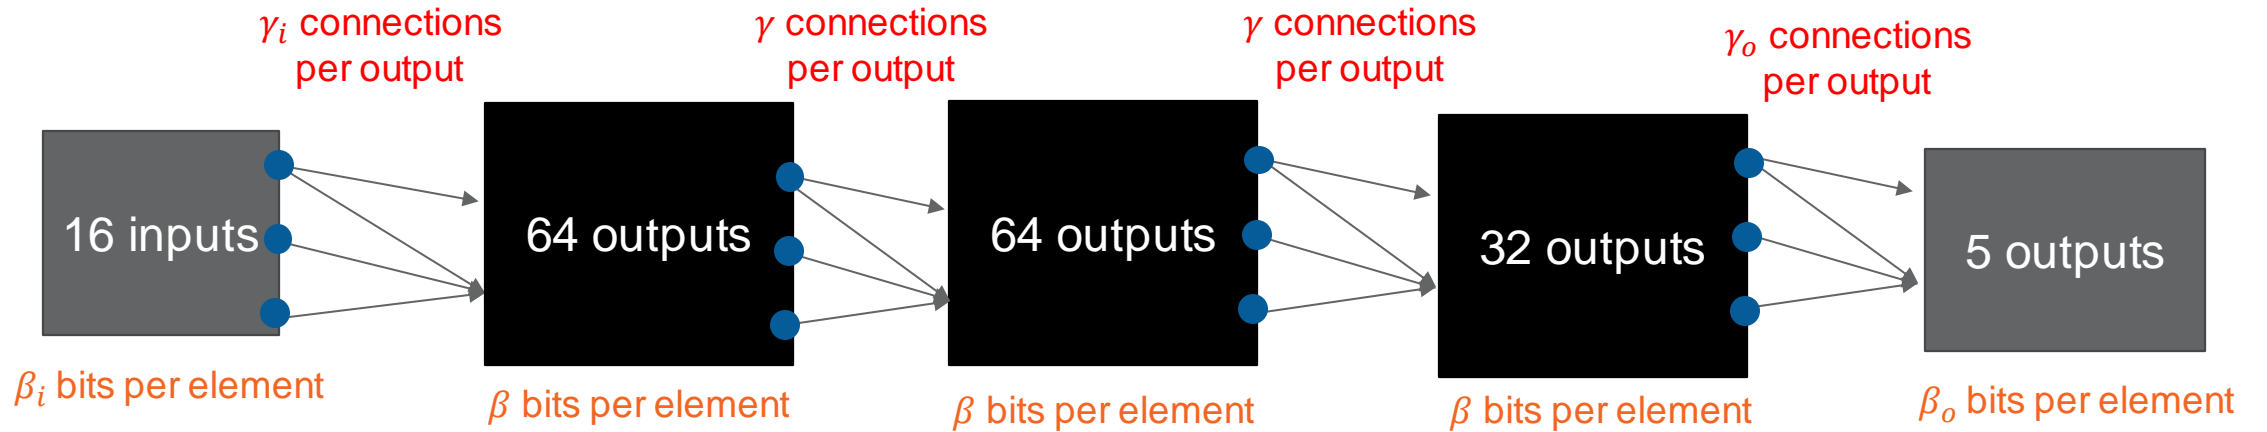 γᵢ connections
per output
γ connections
per output
γ connections
per output
γₒ connections
per output
16 inputs
64 outputs
64 outputs
32 outputs
5 outputs
βᵢ bits per element
β bits per element
β bits per element
β bits per element
βₒ bits per element